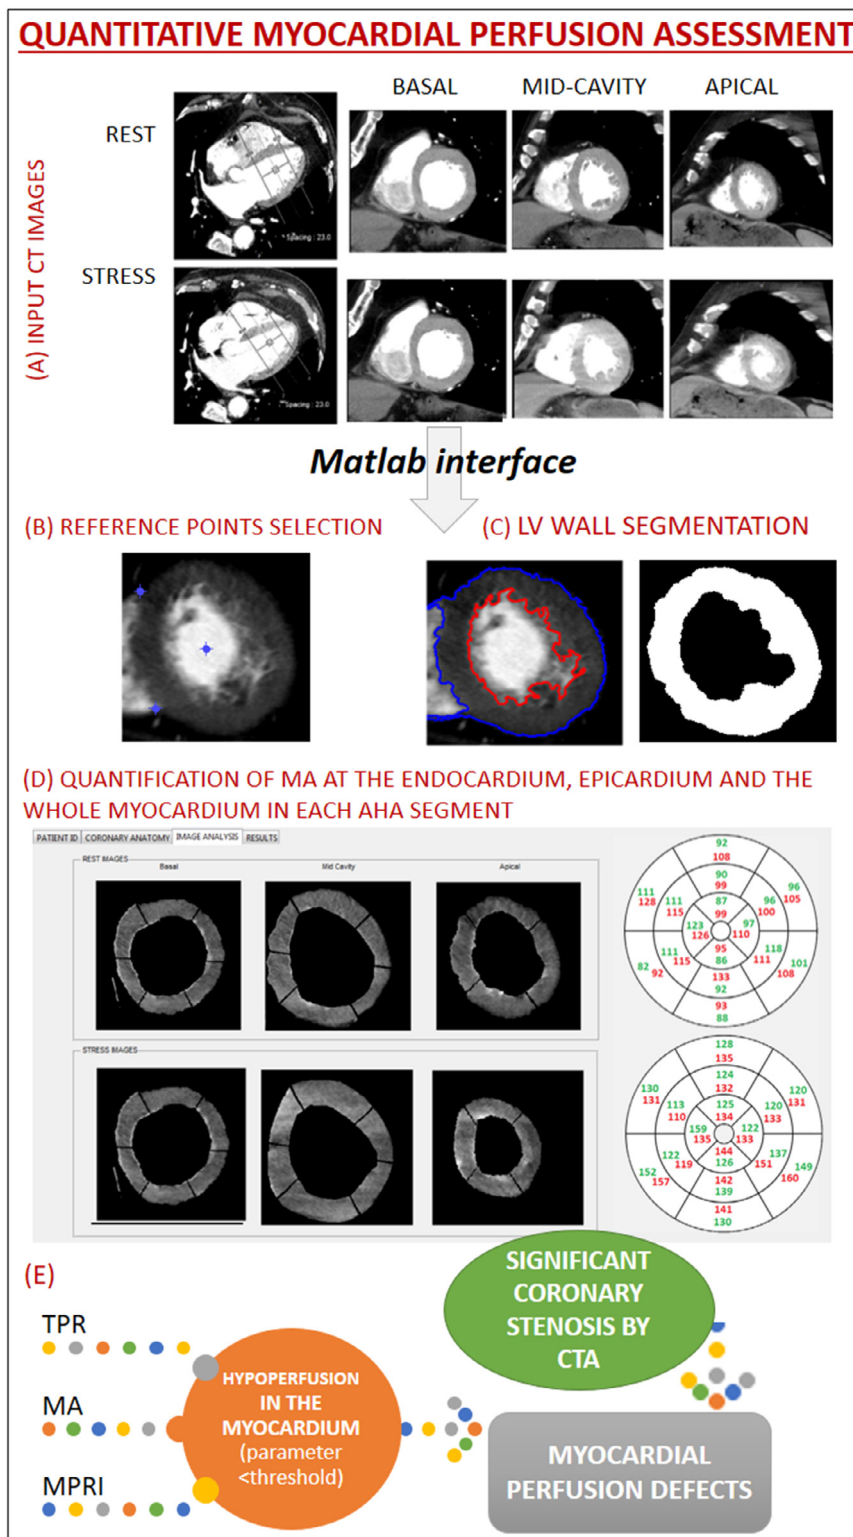 QUANTITATIVE MYOCARDIAL PERFUSION ASSESSMENT
(A) INPUT CT IMAGES
BASAL MID-CAVITY APICAL
REST
Spacing : 23.0
STRESS
Spacing : 23.0
Matlab interface
(B) REFERENCE POINTS SELECTION
(C) LV WALL SEGMENTATION
(D) QUANTIFICATION OF MA AT THE ENDOCARDIUM, EPICARDIUM AND THE
WHOLE MYOCARDIUM IN EACH AHA SEGMENT
PATIENT ID CORONARY ANATOMY IMAGE ANALYSIS RESULTS
REST IMAGES
Basal Mid Cavity Apical
STRESS IMAGES
92
108
90
99
87
99
111
128
111
115
123
126
96
105
96
100
97
110
82
92
111
115
95
86
118
111
101
108
133
92
93
88
128
135
124
132
125
134
130
131
113
110
159
135
120
131
120
133
122
133
152
157
122
119
144
126
137
151
149
160
142
139
141
130
(E)
TPR
MA
MPRI
HYPOPERFUSION
IN THE
MYOCARDIUM
(parameter
<threshold)
SIGNIFICANT
CORONARY
STENOSIS BY
CTA
MYOCARDIAL
PERFUSION DEFECTS